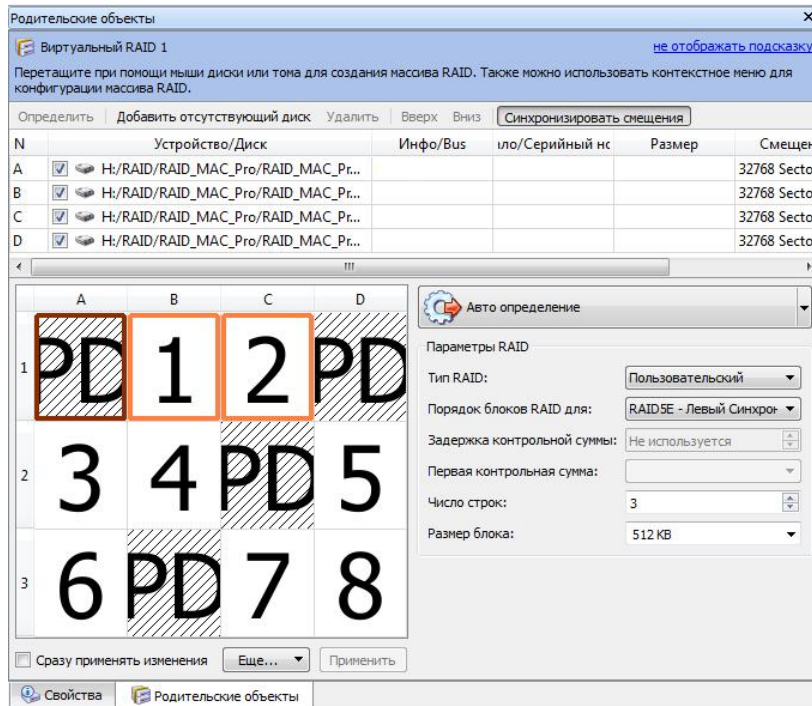 Родительские объекты
Виртуальный RAID 1
не отображать подсказку
Перетащите при помощи мыши диски или тома для создания массива RAID. Также можно использовать контекстное меню для
конфигурации массива RAID.
Определить Добавить отсутствующий диск Удалить Вверх Вниз Синхронизировать смещения
N Устройство/Диск Инфо/Bus ıло/Серийный нс Размер Смещен
A H:/RAID/RAID_MAC_Pro/RAID_MAC_Pr... 32768 Secto
B H:/RAID/RAID_MAC_Pro/RAID_MAC_Pr... 32768 Secto
C H:/RAID/RAID_MAC_Pro/RAID_MAC_Pr... 32768 Secto
D H:/RAID/RAID_MAC_Pro/RAID_MAC_Pr... 32768 Secto
A B C D
1 PD 1 2 PD
2 3 4 PD 5
3 6 PD 7 8
Авто определение
Параметры RAID
Тип RAID: Пользовательский
Порядок блоков RAID для: RAID5E - Левый Синхрон
Задержка контрольной суммы: Не используется
Первая контрольная сумма:
Число строк: 3
Размер блока: 512 KB
Сразу применять изменения Еще... Применить
Свойства Родительские объекты